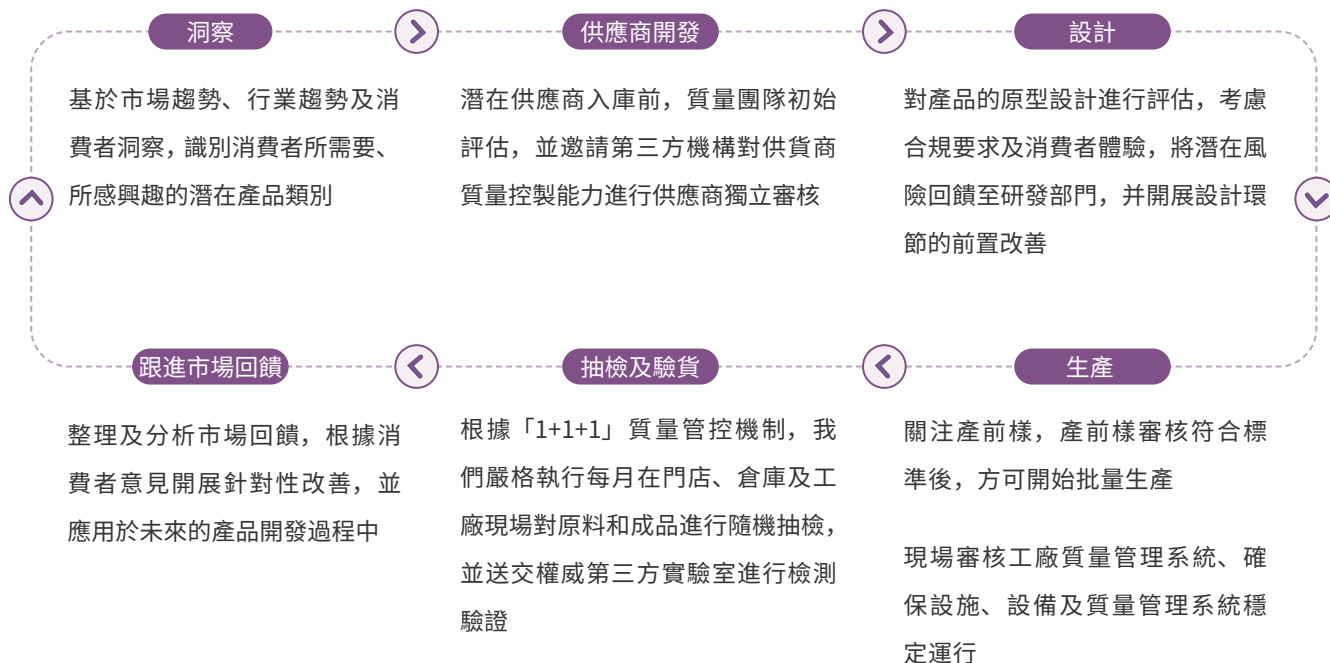 洞察
基於市場趨勢、行業趨勢及消
費者洞察，識別消費者所需要、
所感興趣的潛在產品類別
供應商開發
潛在供應商入庫前，質量團隊初始
評估，並邀請第三方機構對供貨商
質量控製能力進行供應商獨立審核
設計
對產品的原型設計進行評估，考慮
合規要求及消費者體驗，將潛在風
險回饋至研發部門，并開展設計環
節的前置改善
生產
關注產前樣，產前樣審核符合標
準後，方可開始批量生產
現場審核工廠質量管理系統、確
保設施、設備及質量管理系統穩
定運行
抽檢及驗貨
根據「1+1+1」質量管控機制，我
們嚴格執行每月在門店、倉庫及工
廠現場對原料和成品進行隨機抽檢，
並送交權威第三方實驗室進行檢測
驗證
跟進市場回饋
整理及分析市場回饋，根據消
費者意見開展針對性改善，並
應用於未來的產品開發過程中